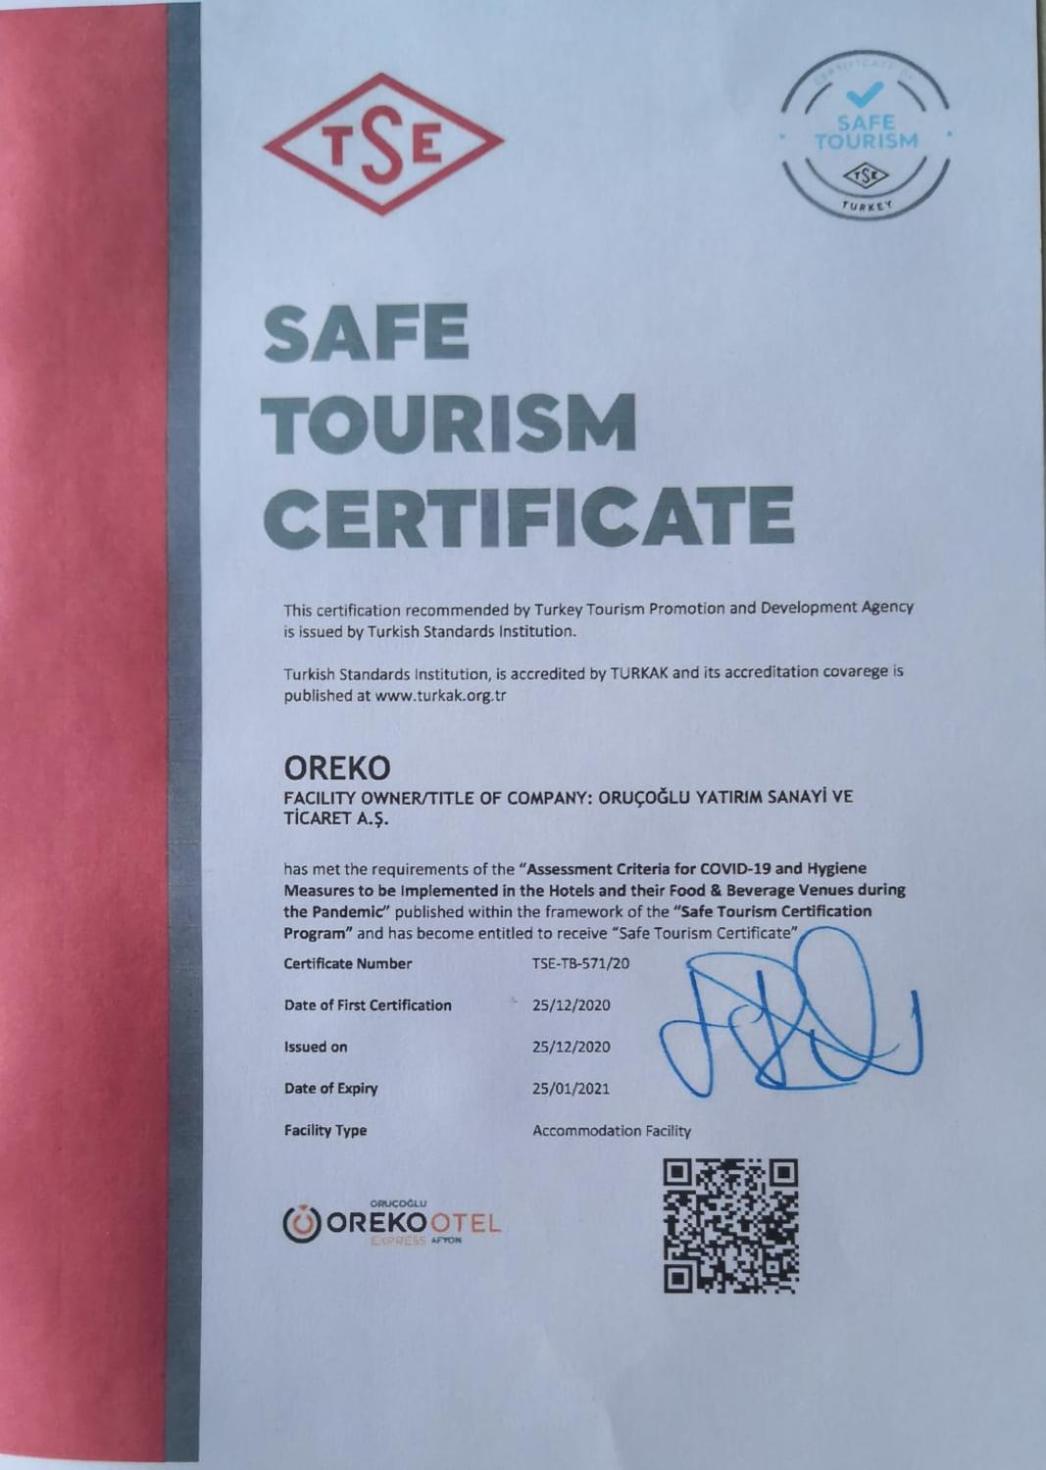 TSE
CERTIFICATE OF
SAFE
TOURISM
TSE
TURKEY
SAFE
TOURISM
CERTIFICATE
This certification recommended by Turkey Tourism Promotion and Development Agency
is issued by Turkish Standards Institution.
Turkish Standards Institution, is accredited by TURKAK and its accreditation covarege is
published at www.turkak.org.tr
OREKO
FACILITY OWNER/TITLE OF COMPANY: ORUÇOĞLU YATIRIM SANAYİ VE
TİCARET A.Ş.
has met the requirements of the "Assessment Criteria for COVID-19 and Hygiene
Measures to be Implemented in the Hotels and their Food & Beverage Venues during
the Pandemic" published within the framework of the "Safe Tourism Certification
Program" and has become entitled to receive "Safe Tourism Certificate"
Certificate Number TSE-TB-571/20
Date of First Certification 25/12/2020
Issued on 25/12/2020
Date of Expiry 25/01/2021
Facility Type Accommodation Facility
ORUÇOĞLU
OREKO OTEL
EXPRESS AFYON